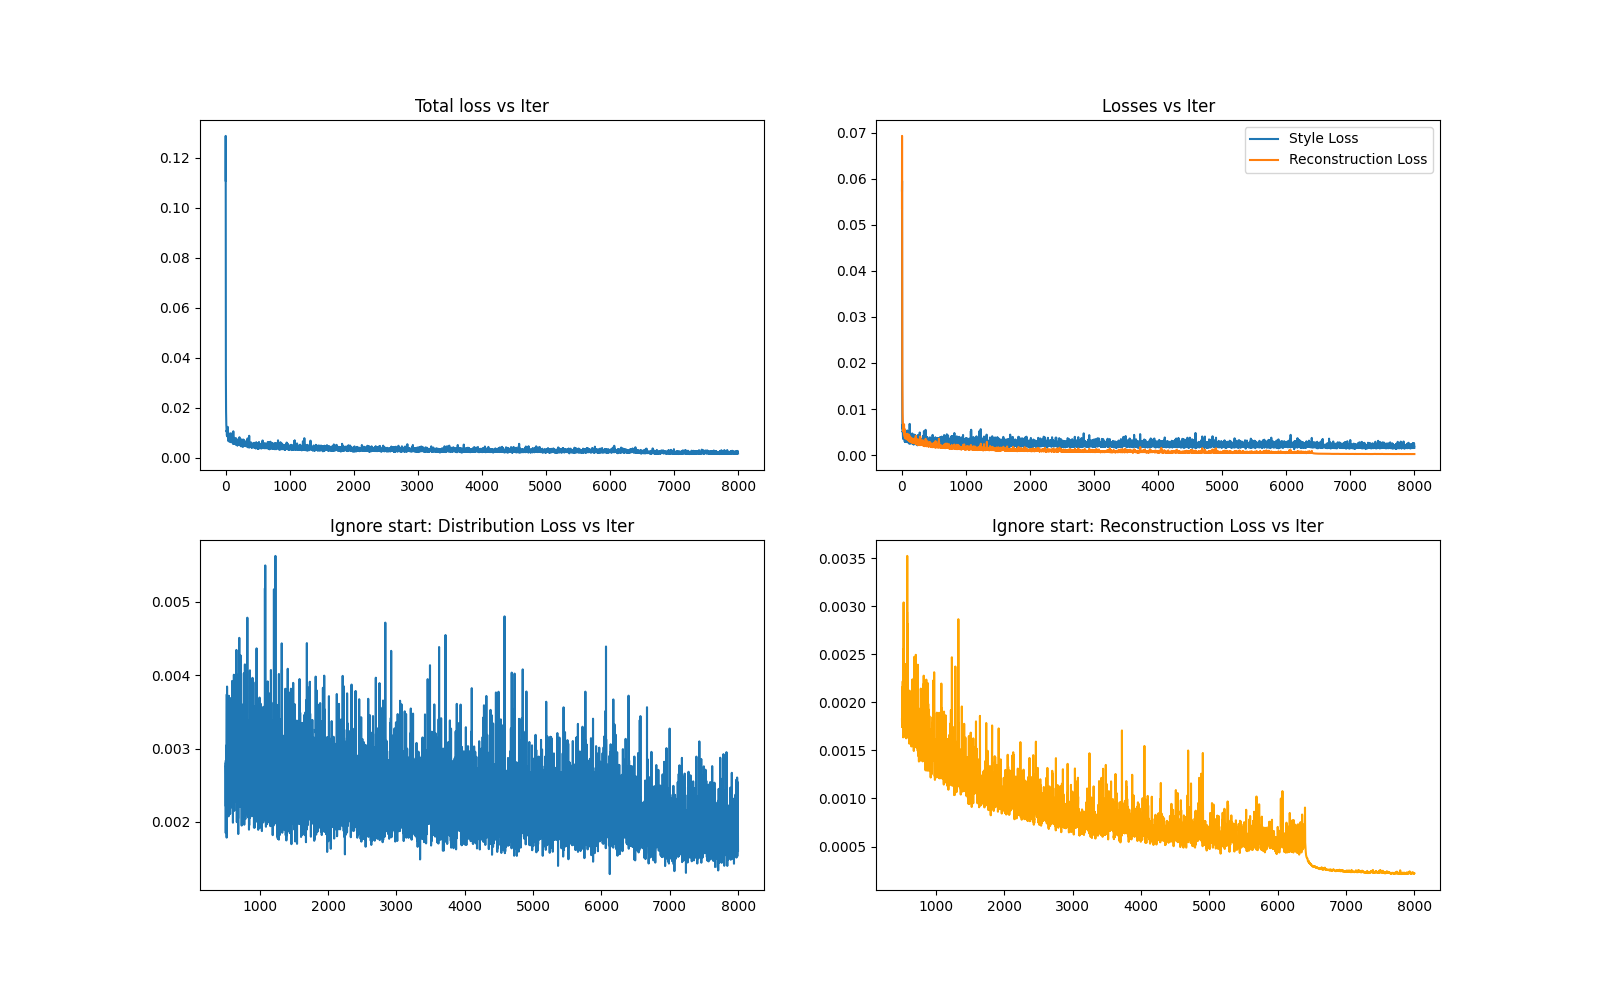 Total loss vs Iter
0.12
0.10
0.08
0.06
0.04
0.02
0.00
0 1000 2000 3000 4000 5000 6000 7000 8000
Losses vs Iter
Style Loss
Reconstruction Loss
0.07
0.06
0.05
0.04
0.03
0.02
0.01
0.00
0 1000 2000 3000 4000 5000 6000 7000 8000
Ignore start: Distribution Loss vs Iter
0.005
0.004
0.003
0.002
1000 2000 3000 4000 5000 6000 7000 8000
Ignore start: Reconstruction Loss vs Iter
0.0035
0.0030
0.0025
0.0020
0.0015
0.0010
0.0005
1000 2000 3000 4000 5000 6000 7000 8000